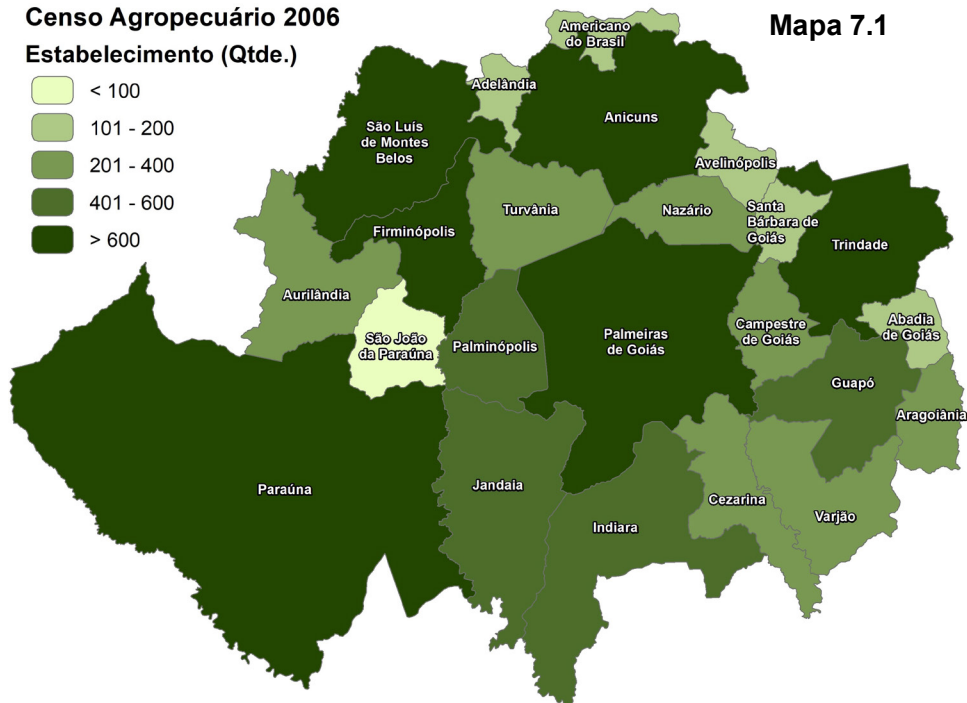 Censo Agropecuário 2006
Estabelecimento (Qtde.)
< 100
101 - 200
201 - 400
401 - 600
> 600
Mapa 7.1
Americano
do Brasil
Adelândia
Anicuns
São Luís
de Montes
Belos
Avelinópolis
Turvânia
Nazário
Santa
Bárbara de
Goiás
Trindade
Firminópolis
Aurilândia
São João
da Paraúna
Palminópolis
Palmeiras
de Goiás
Campestre
de Goiás
Abadia
de Goiás
Guapó
Aragoiânia
Paraúna
Jandaia
Indiara
Cezarina
Varjão